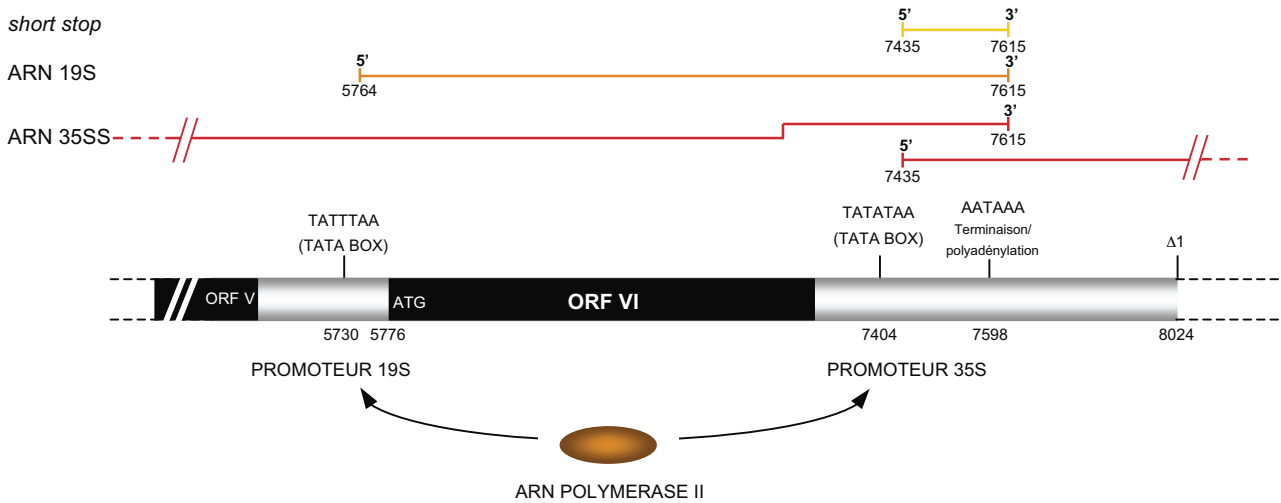 short stop
5’ 3’
7435 7615
ARN 19S
5’ 3’
5764 7615
ARN 35SS
3’
7615
5’
7435
TATTTAA
(TATA BOX)
TATATAA
(TATA BOX)
AATAAA
Terminaison/
polyadénylation
Δ1
ORF V
ATG
ORF VI
5730 5776 7404 7598 8024
PROMOTEUR 19S PROMOTEUR 35S
ARN POLYMERASE II